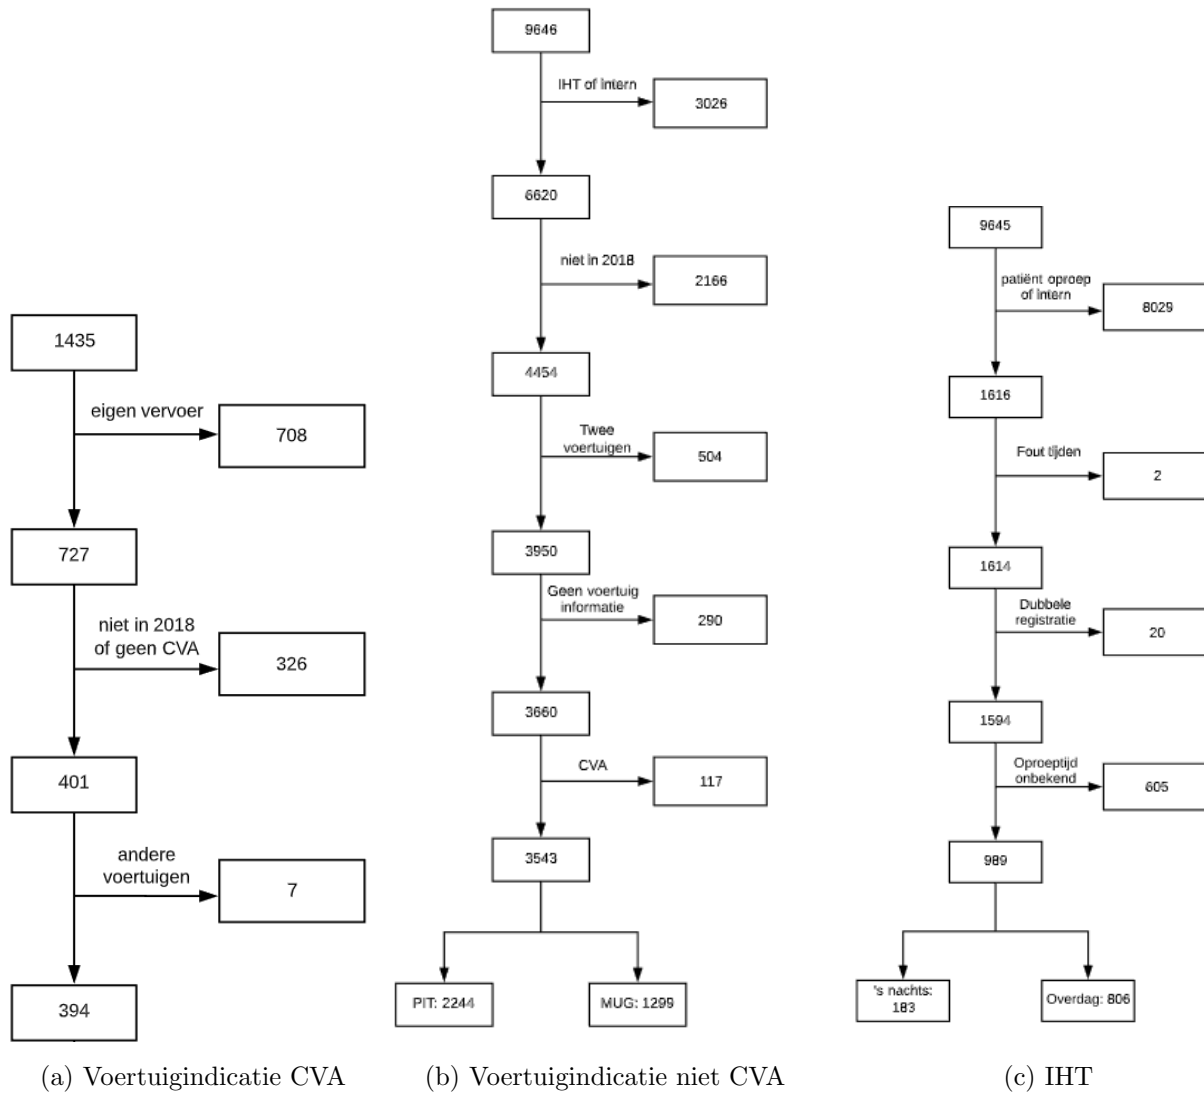 1435
eigen vervoer
708
727
niet in 2018
of geen CVA
326
401
andere
voertuigen
7
394
(a) Voertuigindicatie CVA
9646
IHT of intern
3026
6620
niet in 2018
2166
4454
Twee
voertuigen
504
3950
Geen voertuig
informatie
290
3660
CVA
117
3543
PIT: 2244
MUG: 1299
(b) Voertuigindicatie niet CVA
9645
patiënt oproep
of intern
8029
1616
Fout tijden
2
1614
Dubbele
registratie
20
1594
Oproeptijd
onbekend
605
989
's nachts:
183
Overdag: 806
(c) IHT